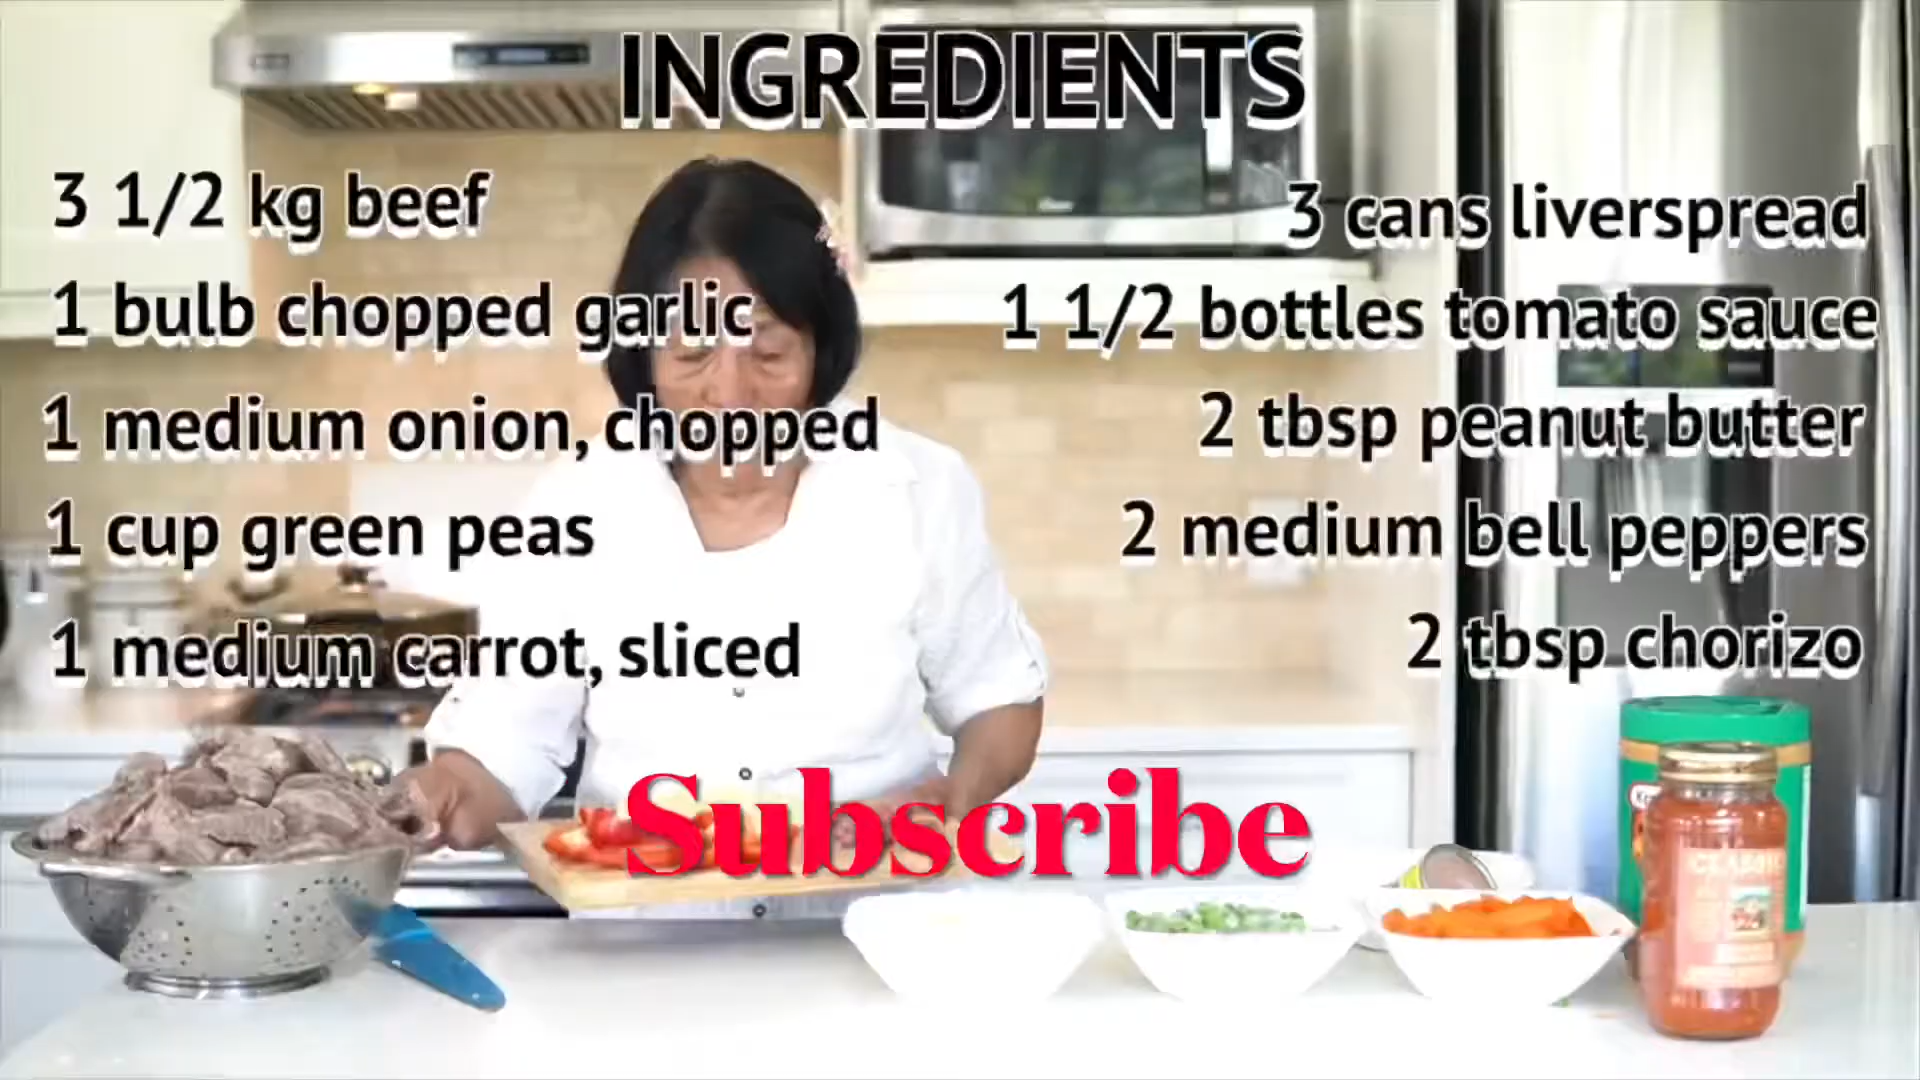 INGREDIENTS
3 1/2 kg beef
1 bulb chopped garlic
1 medium onion, chopped
1 cup green peas
1 medium carrot, sliced
3 cans liverspread
1 1/2 bottles tomato sauce
2 tbsp peanut butter
2 medium bell peppers
2 tbsp chorizo
Subscribe
CLASSIC